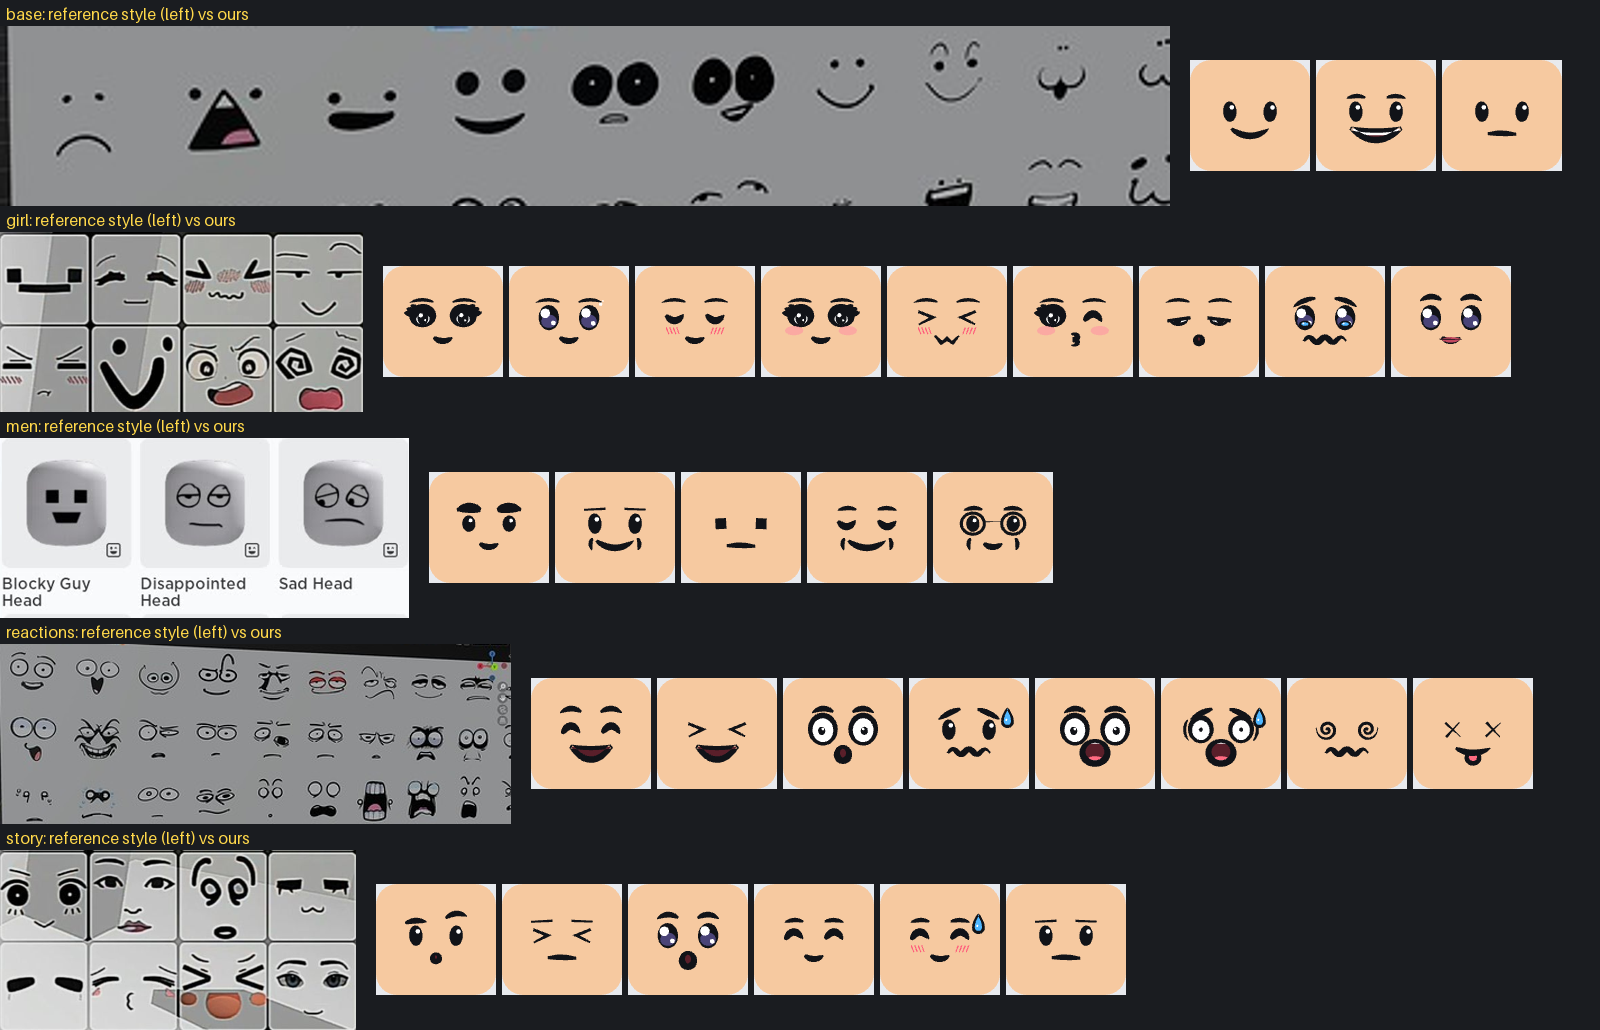 base: reference style (left) vs ours
girl: reference style (left) vs ours
men: reference style (left) vs ours
Blocky Guy
Head
Disappointed
Head
Sad Head
reactions: reference style (left) vs ours
story: reference style (left) vs ours